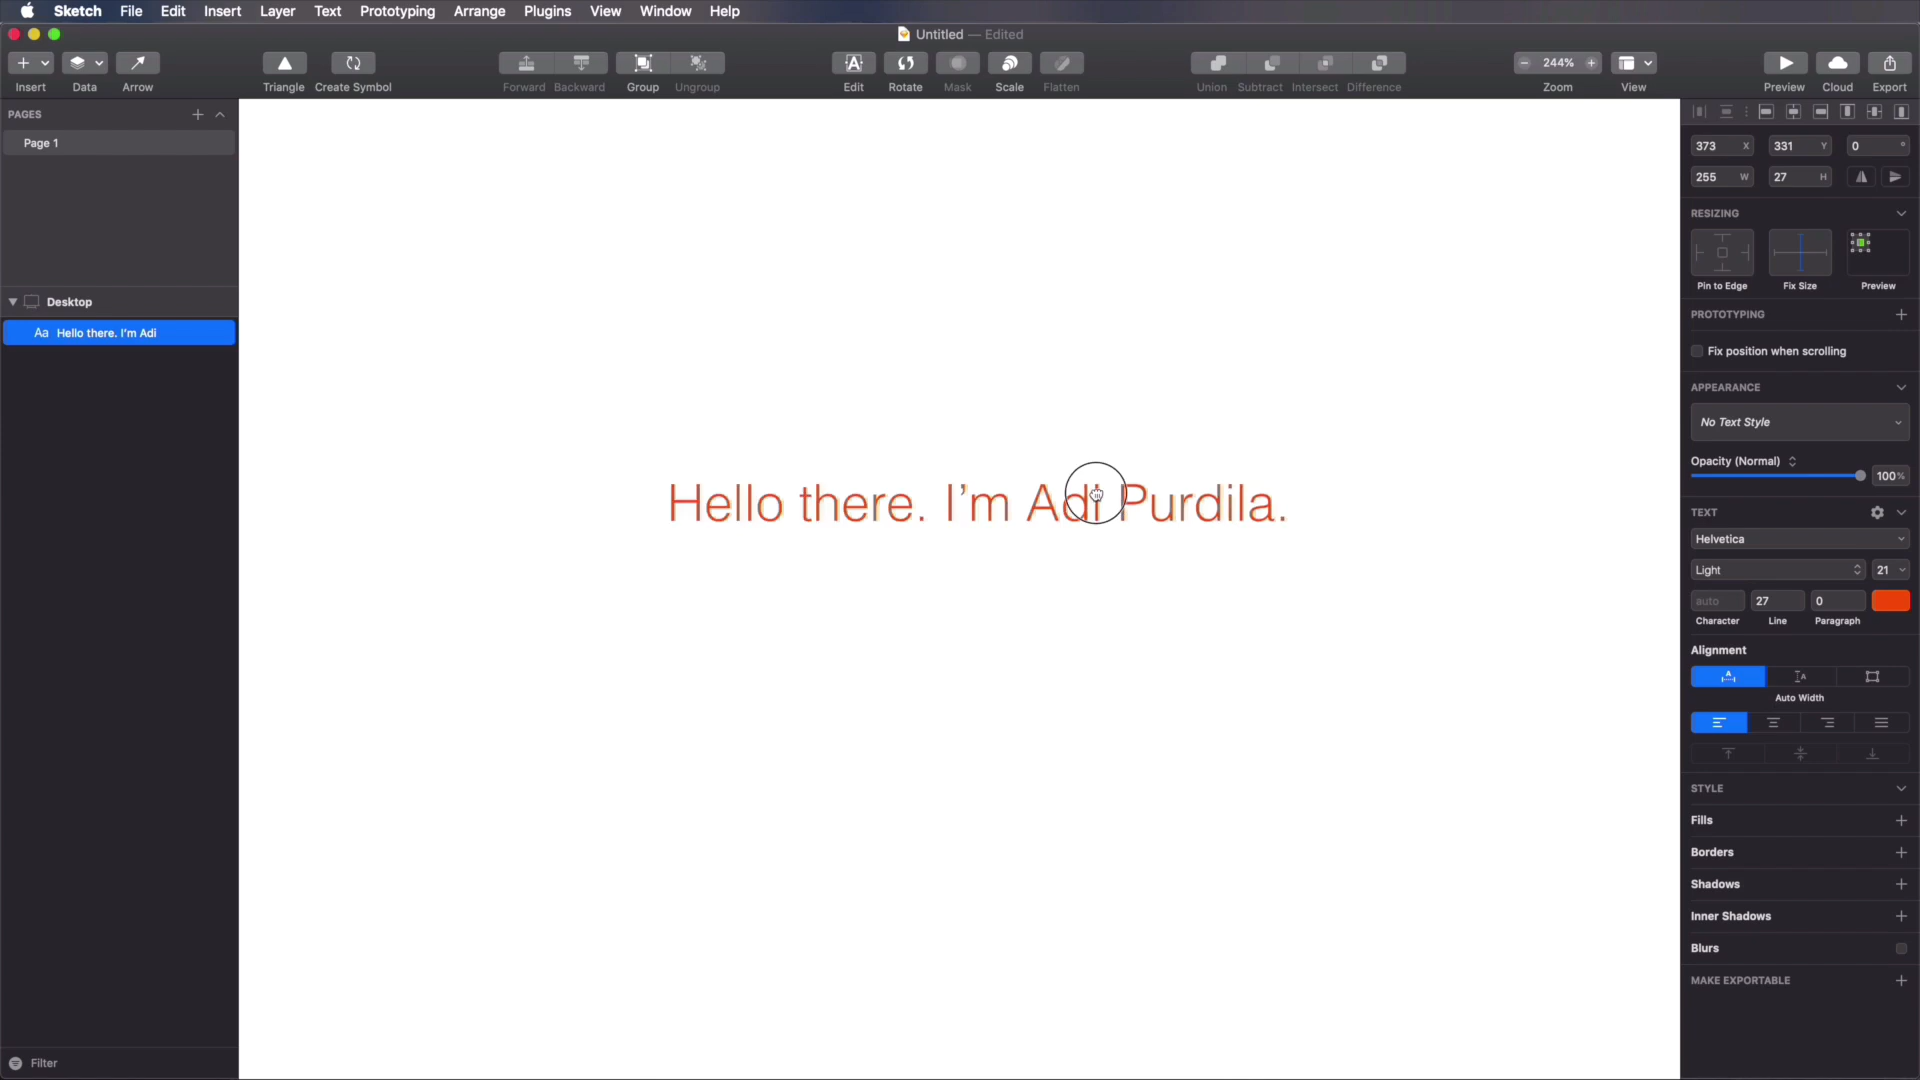 Sketch File Edit Insert Layer Text Prototyping Arrange Plugins View Window Help
Untitled — Edited
244%
Insert Data Arrow Triangle Create Symbol Forward Backward Group Ungroup Edit Rotate Mask Scale Flatten Union Subtract Intersect Difference Zoom View Preview Cloud Export
PAGES
Page 1
Desktop
Aa Hello there. I'm Adi
Filter
Hello there. I’m Adi Purdila.
373 X 331 Y 0 °
255 W 27 H
RESIZING
Pin to Edge Fix Size Preview
PROTOTYPING
Fix position when scrolling
APPEARANCE
No Text Style
Opacity (Normal) 100%
TEXT
Helvetica
Light 21
auto 27 0
Character Line Paragraph
Alignment
Auto Width
STYLE
Fills
Borders
Shadows
Inner Shadows
Blurs
MAKE EXPORTABLE